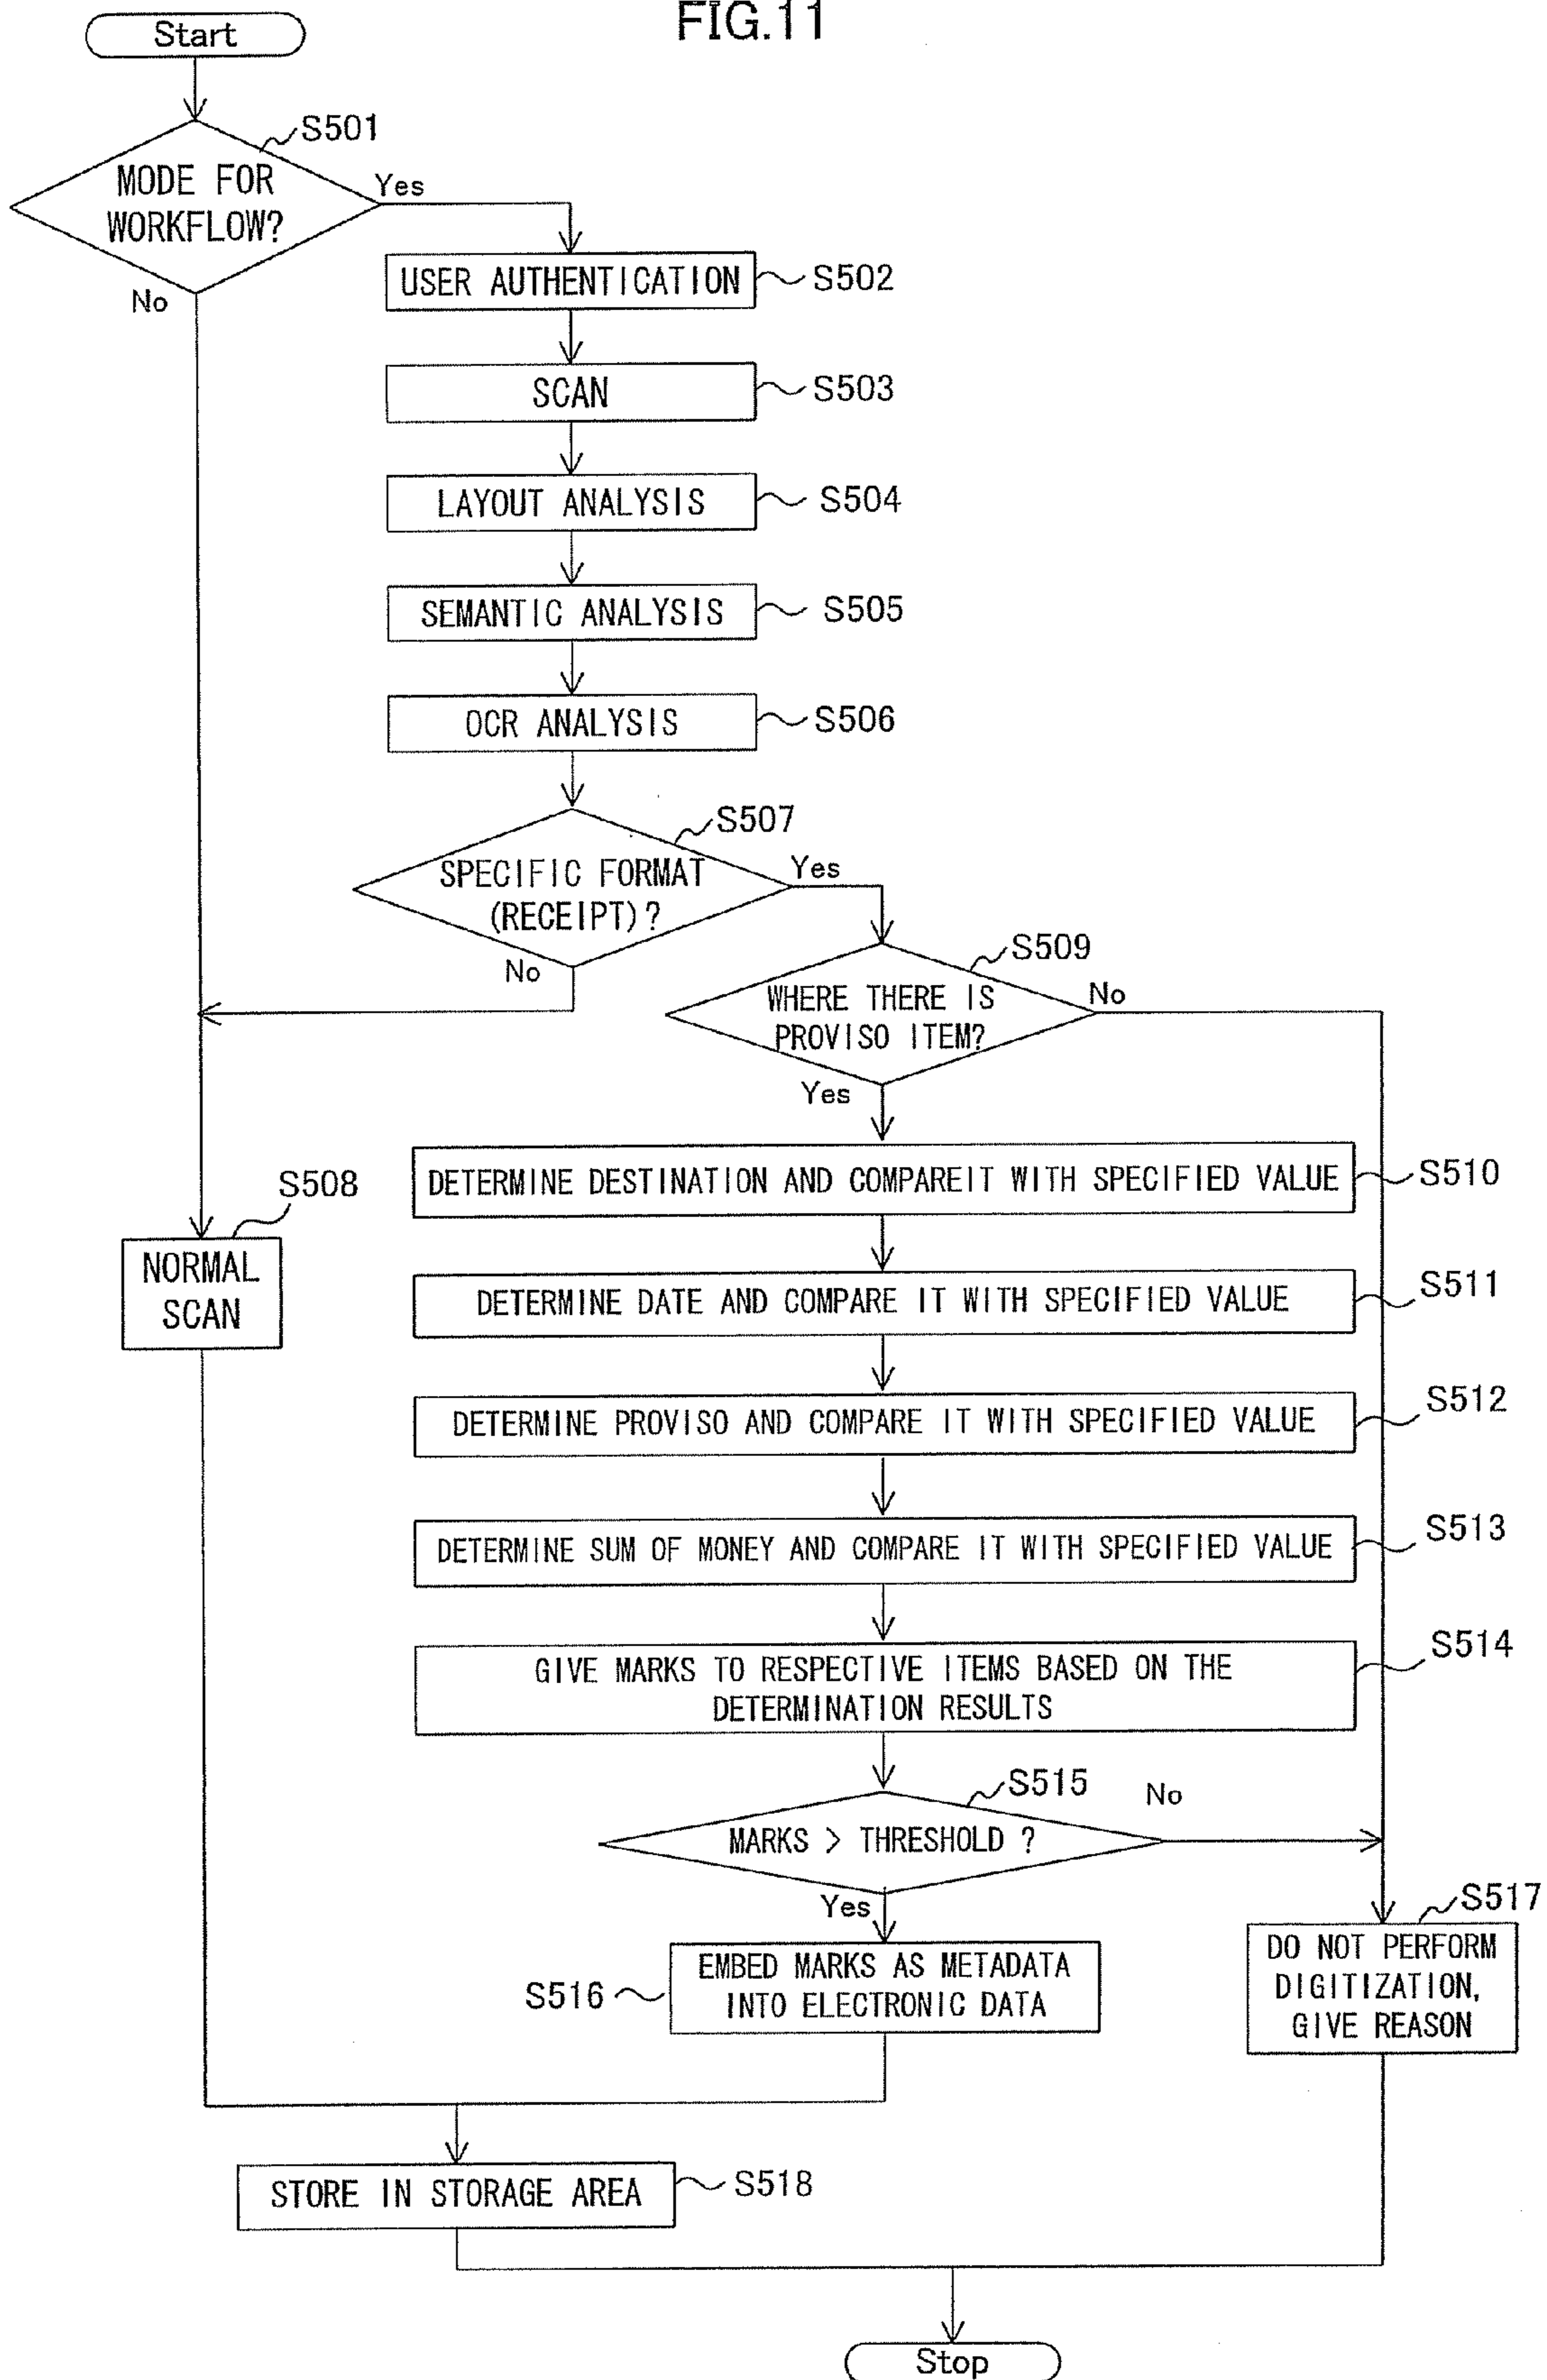 FIG.11
Start
S501
MODE FOR
WORKFLOW?
Yes
No
USER AUTHENTICATION
S502
SCAN
S503
LAYOUT ANALYSIS
S504
SEMANTIC ANALYSIS
S505
OCR ANALYSIS
S506
S507
SPECIFIC FORMAT
(RECEIPT)?
Yes
No
S509
WHERE THERE IS
PROVISO ITEM?
No
Yes
DETERMINE DESTINATION AND COMPAREIT WITH SPECIFIED VALUE
S510
S508
NORMAL
SCAN
DETERMINE DATE AND COMPARE IT WITH SPECIFIED VALUE
S511
DETERMINE PROVISO AND COMPARE IT WITH SPECIFIED VALUE
S512
DETERMINE SUM OF MONEY AND COMPARE IT WITH SPECIFIED VALUE
S513
GIVE MARKS TO RESPECTIVE ITEMS BASED ON THE
DETERMINATION RESULTS
S514
S515
MARKS > THRESHOLD ?
No
Yes
S516
EMBED MARKS AS METADATA
INTO ELECTRONIC DATA
S517
DO NOT PERFORM
DIGITIZATION,
GIVE REASON
STORE IN STORAGE AREA
S518
Stop